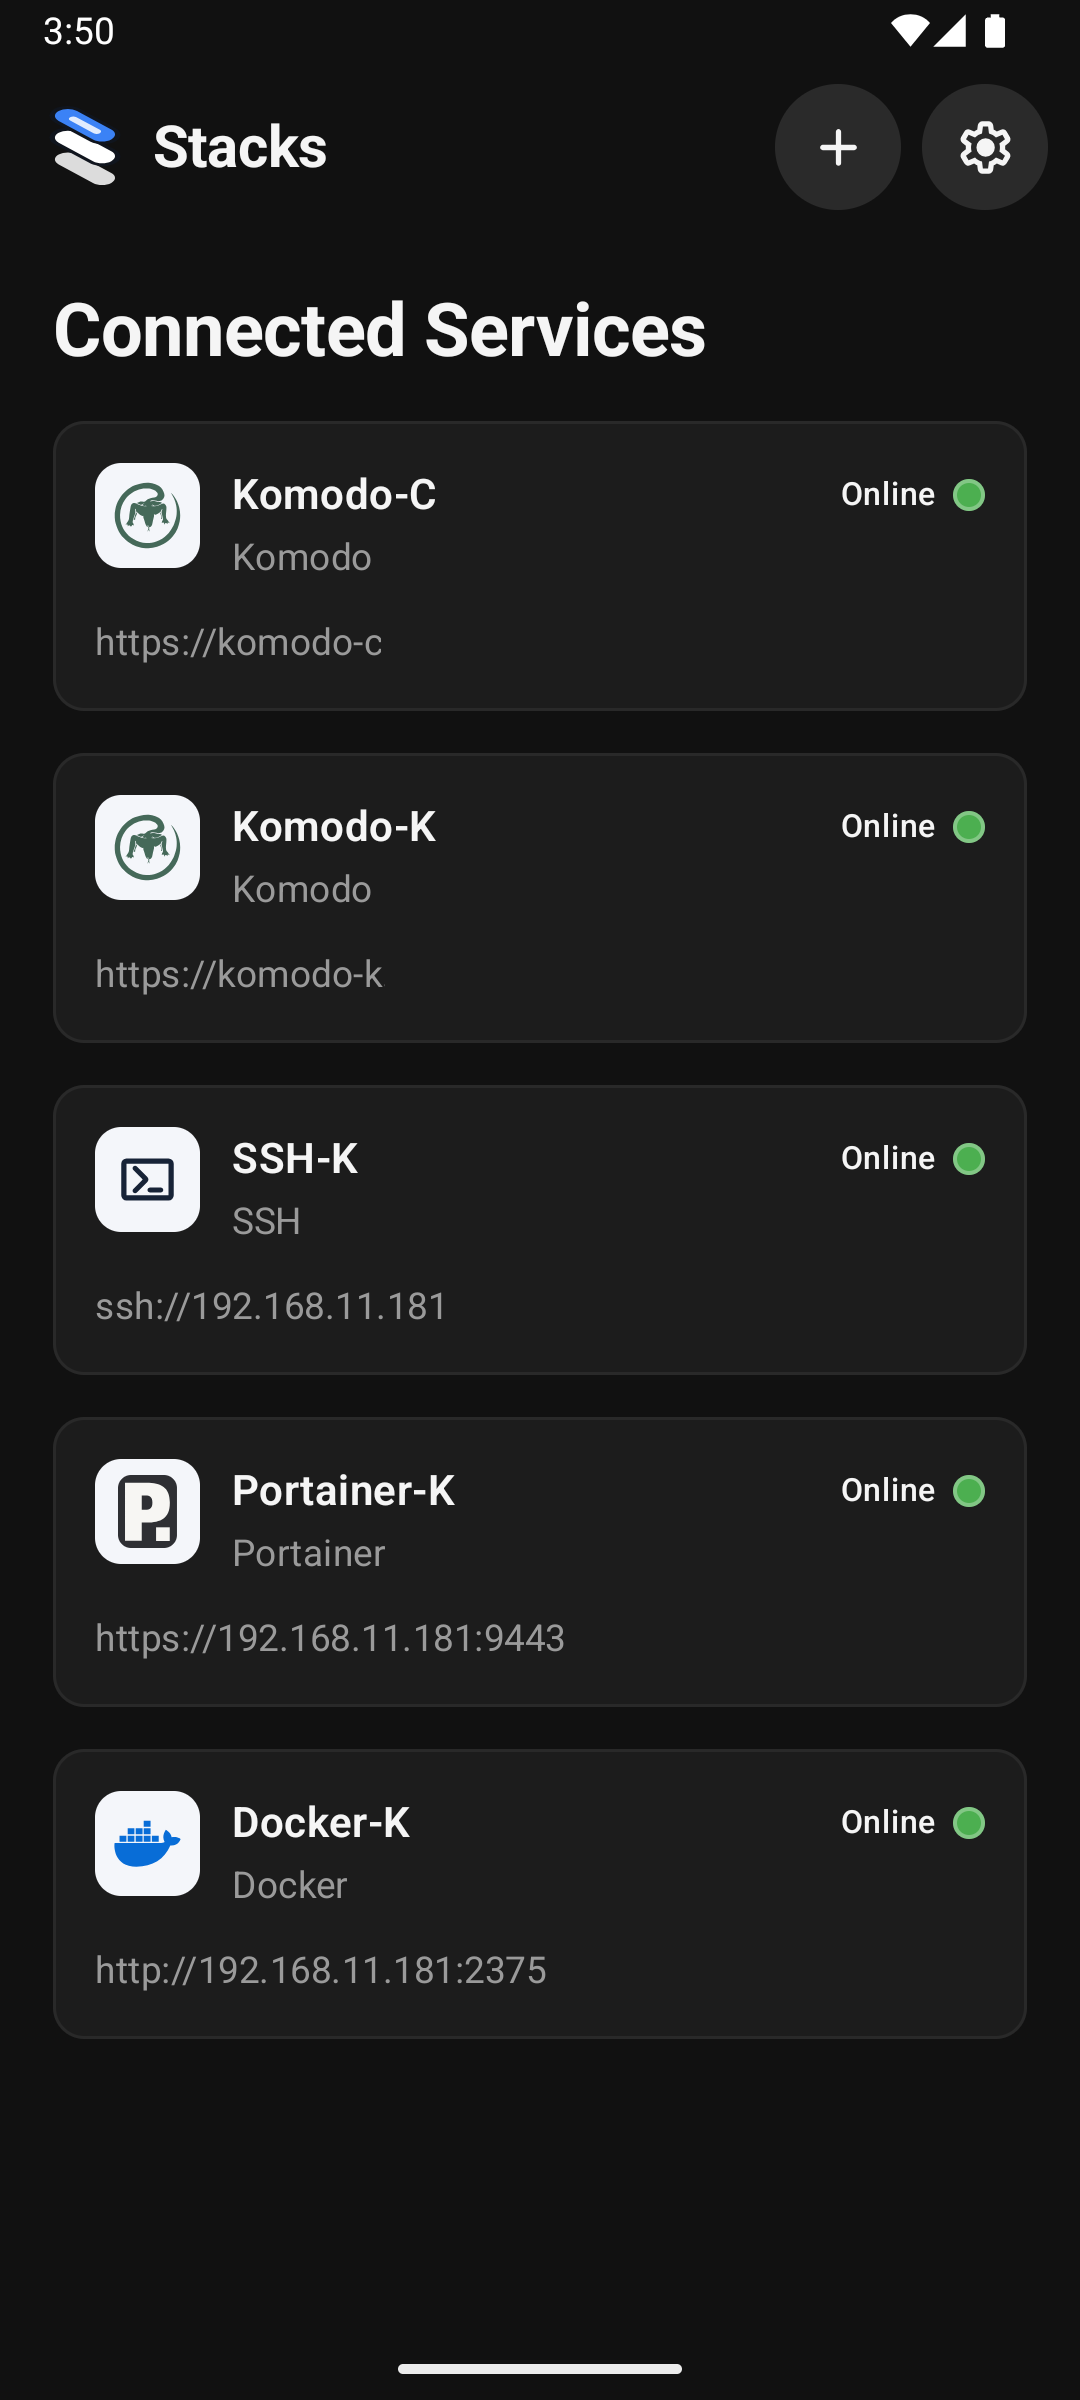 3:50
Stacks
Connected Services
Komodo-C
Online
Komodo
https://komodo-c
Komodo-K
Online
Komodo
https://komodo-k
SSH-K
Online
SSH
ssh://192.168.11.181
P.
Portainer-K
Online
Portainer
https://192.168.11.181:9443
Docker-K
Online
Docker
http://192.168.11.181:2375